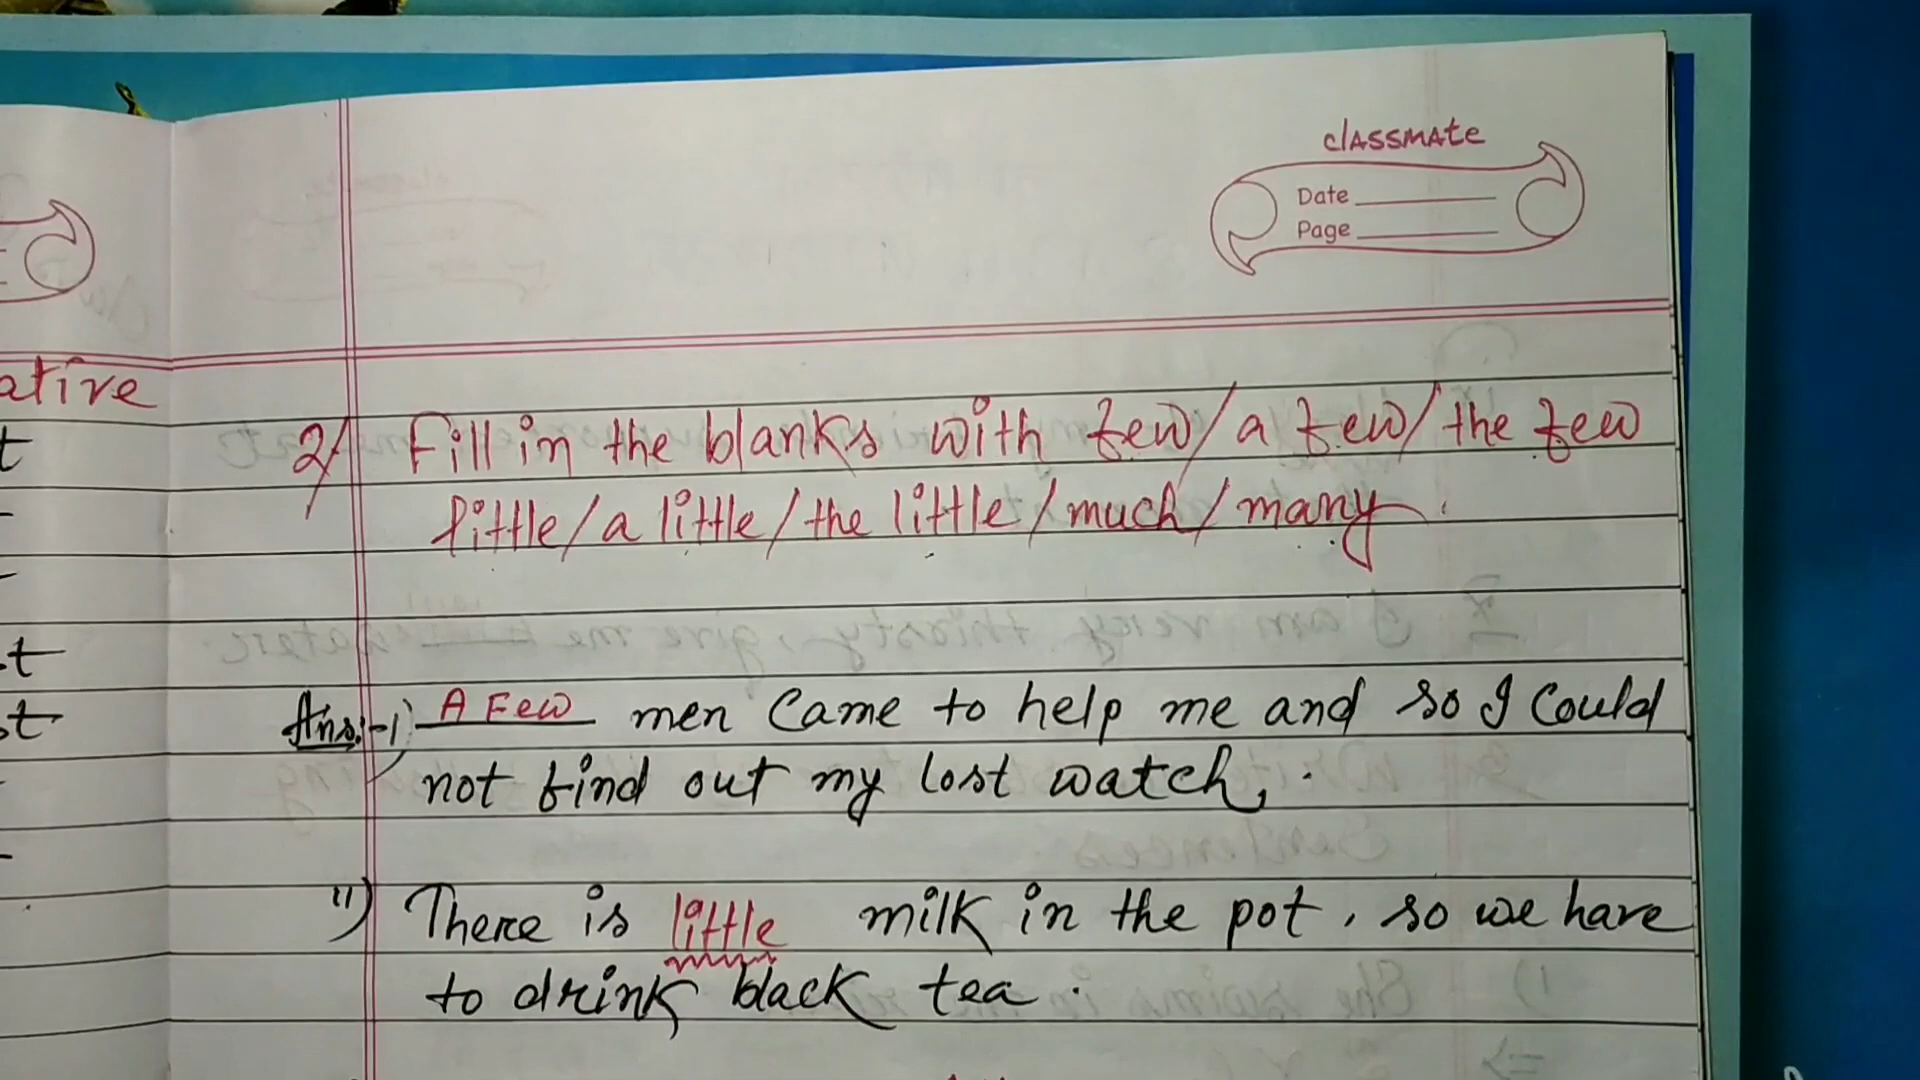 classmate
Date
Page
ative
t
2/ Fill in the blanks with few/a few/the few
little/a little/the little/much/many.
t
t
Ans:-i) A Few men came to help me and so I could
not find out my lost watch.
ii) There is little milk in the pot, so we have
to drink black tea.